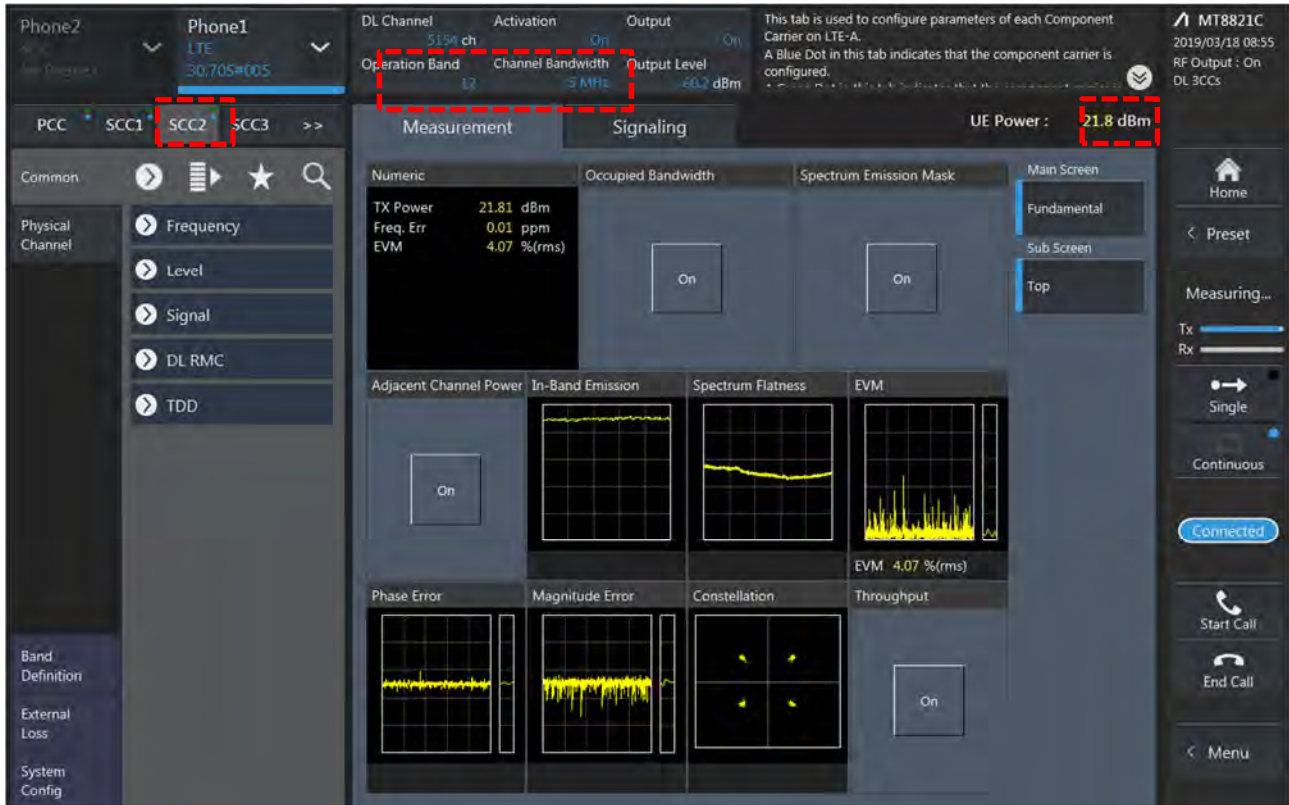 Phone2
Phone1
LTE
30.70S#005
DL Channel
Activation
Output
5154 ch
On
On
Operation Band
Channel Bandwidth
Output Level
12
5 MHz
-60.2 dBm
This tab is used to configure parameters of each Component
Carrier on LTE-A.
A Blue Dot in this tab indicates that the component carrier is
configured.
MT8821C
2019/03/18 08:55
RF Output : On
DL 3CCs
PCC
SCC1
SCC2
SCC3
>>
Measurement
Signaling
UE Power :
21.8 dBm
Common
Physical
Channel
Frequency
Level
Signal
DL RMC
TDD
Band
Definition
External
Loss
System
Config
Numeric
TX Power 21.81 dBm
Freq. Err 0.01 ppm
EVM 4.07 %(rms)
Occupied Bandwidth
On
Spectrum Emission Mask
On
Main Screen
Fundamental
Sub Screen
Top
Adjacent Channel Power
On
In-Band Emission
Spectrum Flatness
EVM
EVM 4.07 %(rms)
Phase Error
Magnitude Error
Constellation
Throughput
On
Home
< Preset
Measuring...
Tx
Rx
Single
Continuous
Connected
Start Call
End Call
< Menu